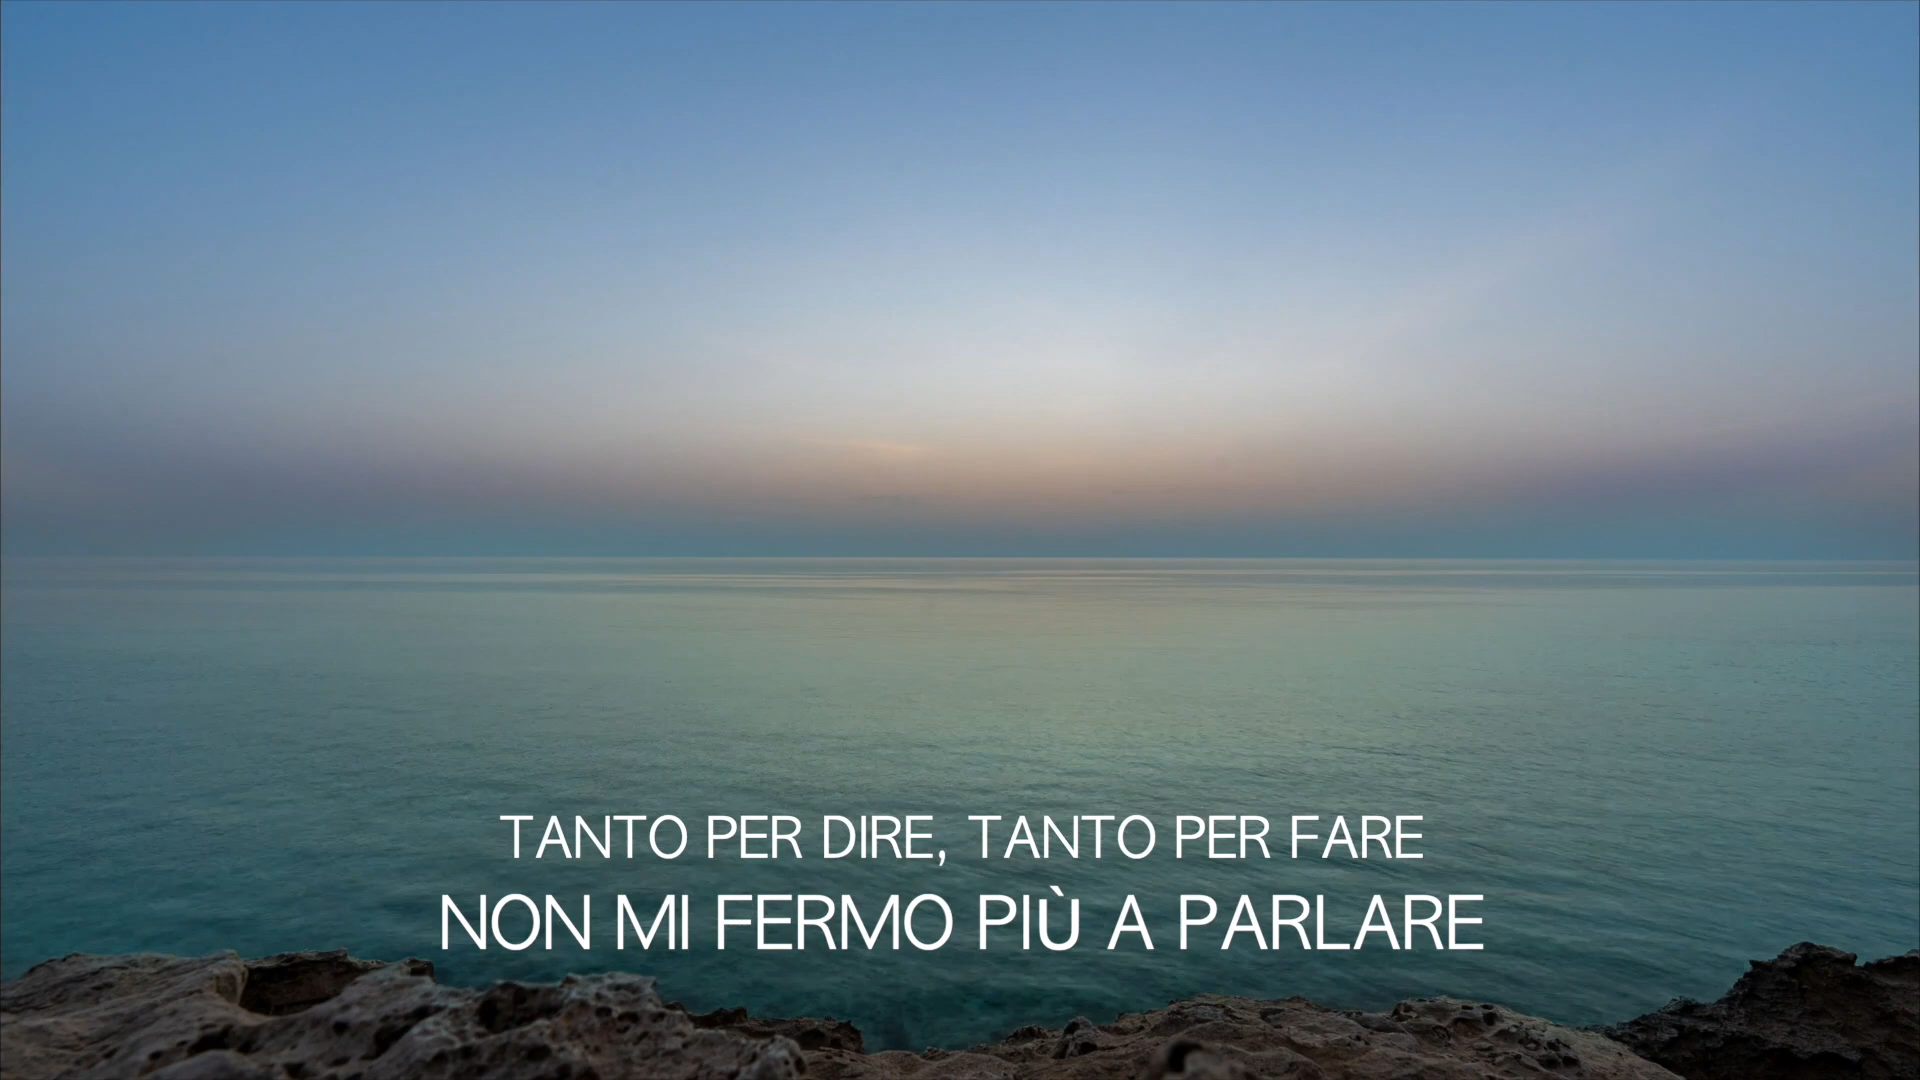 TANTO PER DIRE, TANTO PER FARE
NON MI FERMO PIÙ A PARLARE